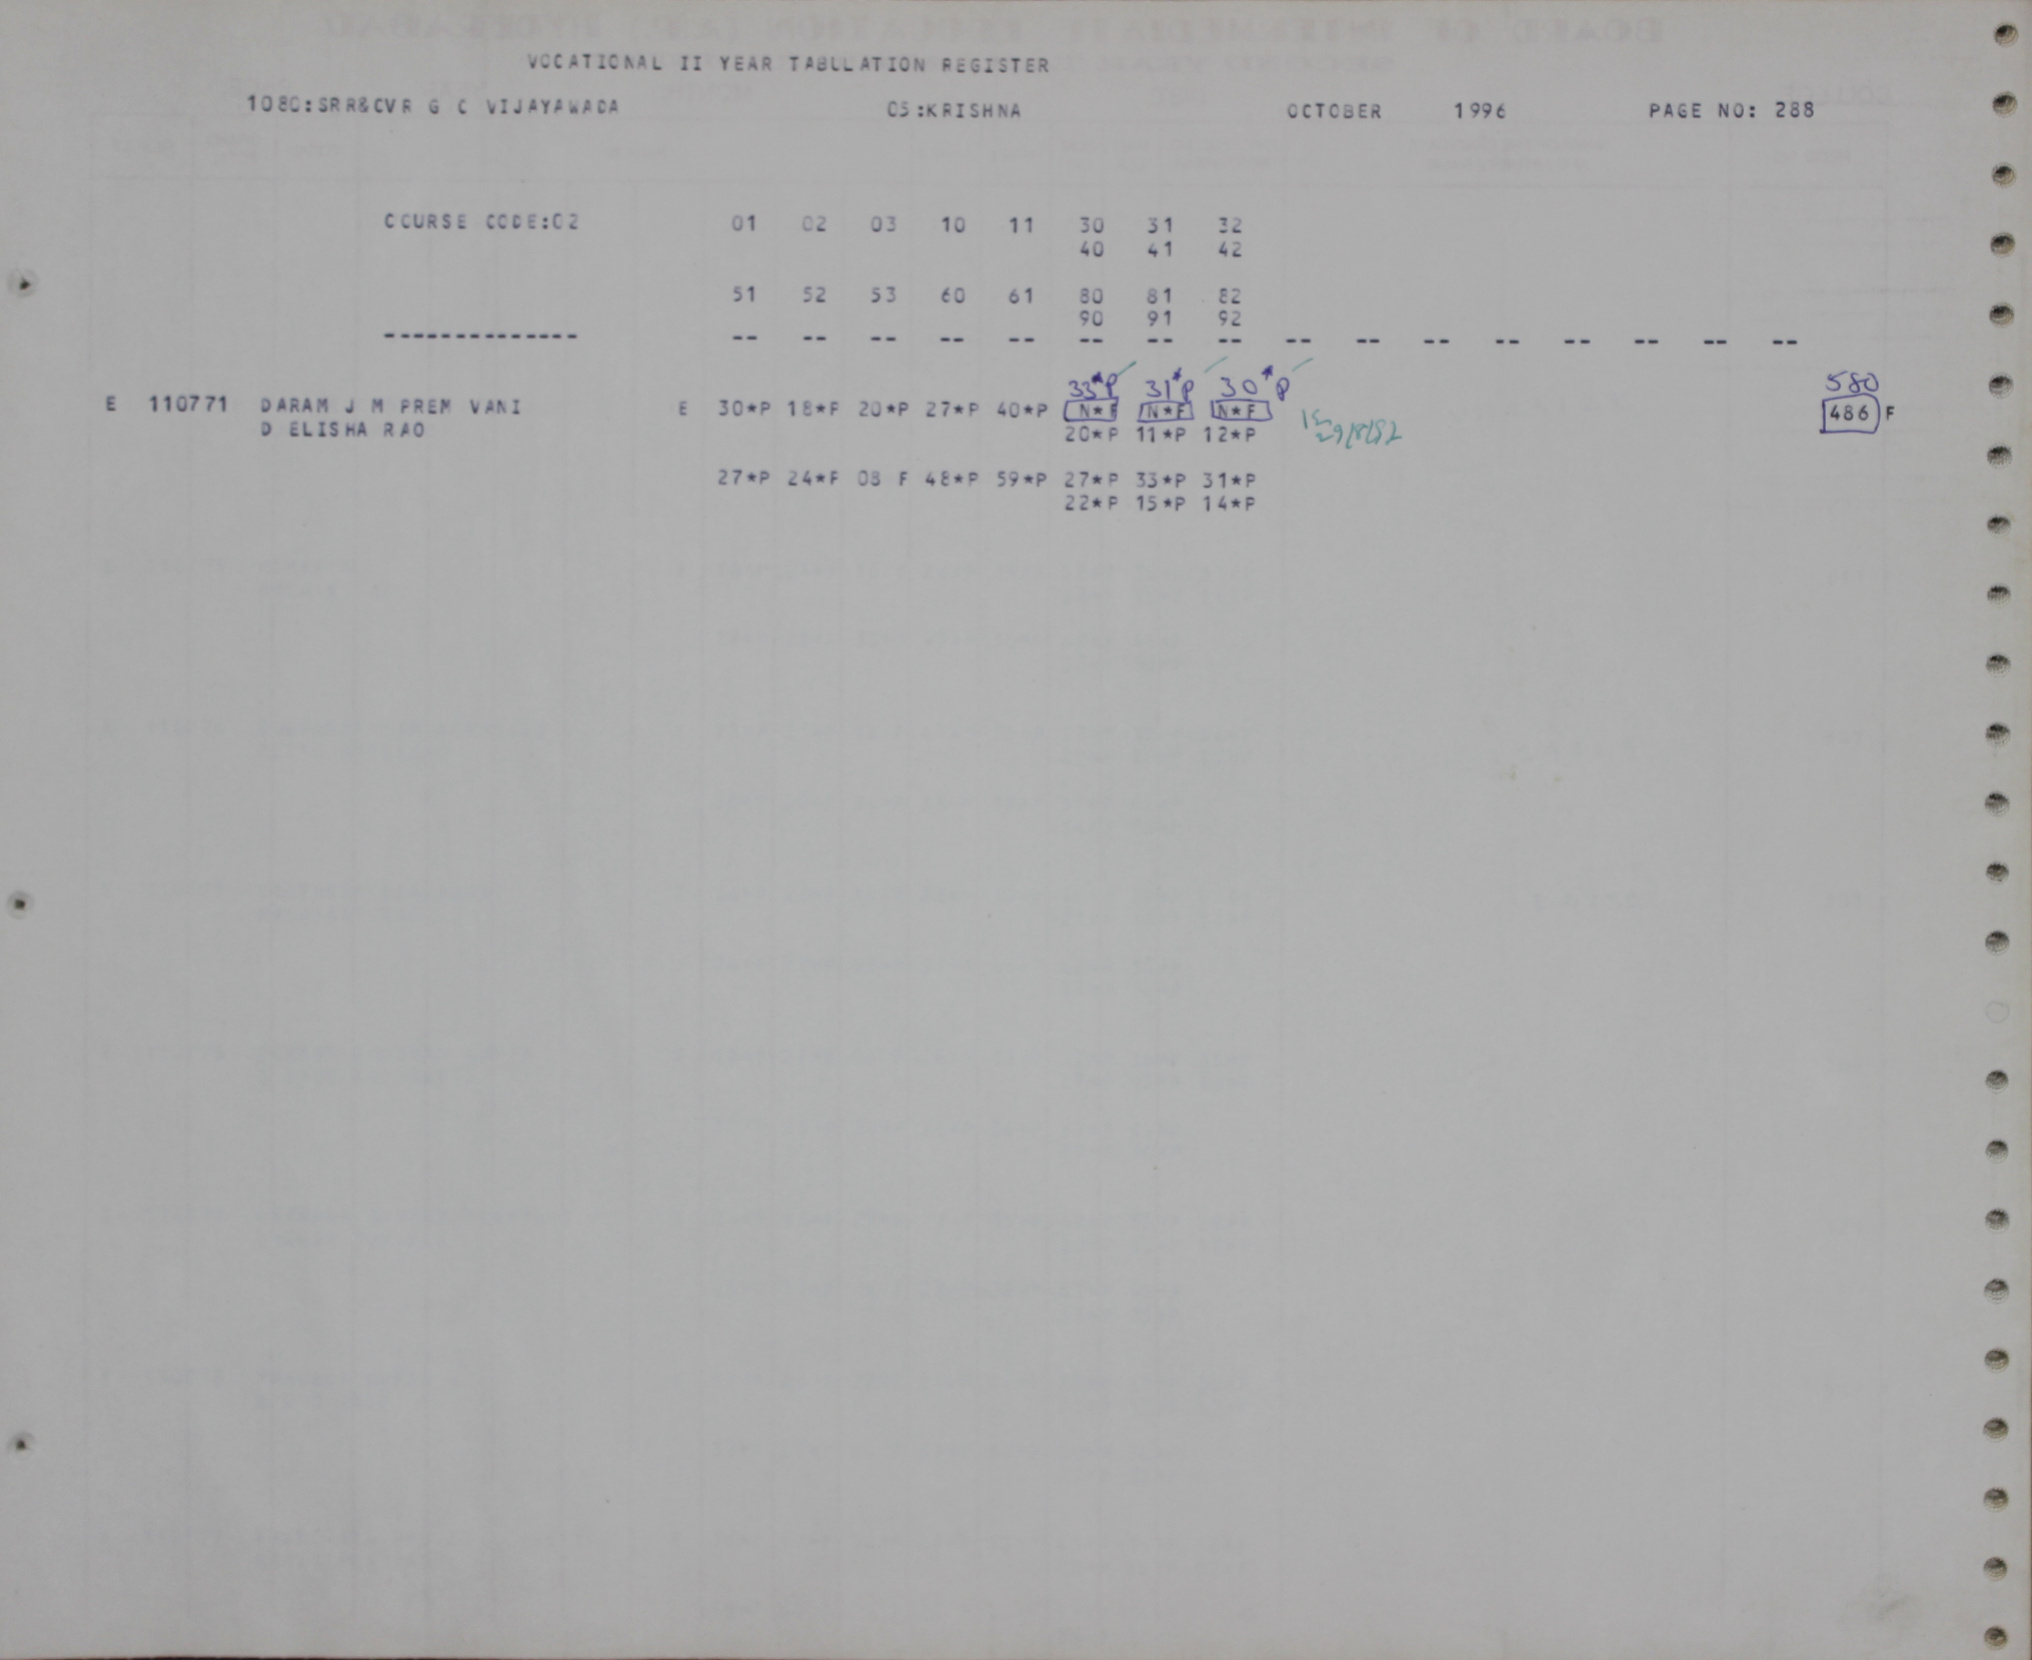 VOCATIONAL II YEAR TABULATION REGISTER
1080:SRR&CVR G C VIJAYAWADA 05:KRISHNA OCTOBER 1996 PAGE NO: 288
COURSE CODE:02 01 02 03 10 11 30 31 32
40 41 42
51 52 53 60 61 80 81 82
90 91 92
-------------- -- -- -- -- -- -- -- -- -- -- -- -- -- -- -- --
33*P 31*P 30*P 580
E 110771 DARAM J M PREM VANI E 30*P 18*F 20*P 27*P 40*P N*F N*F N*F 486 F
D ELISHA RAO 20*P 11*P 12*P
27*P 24*F 08 F 48*P 59*P 27*P 33*P 31*P
22*P 15*P 14*P